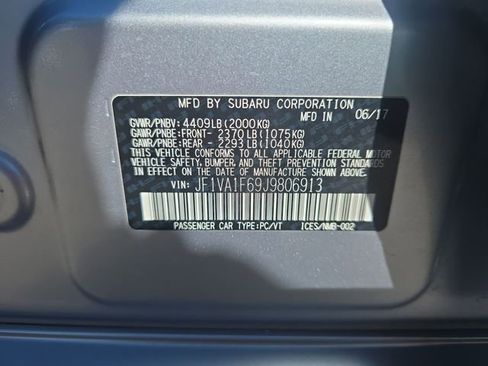 MFD BY SUBARU CORPORATION
GVWR/PNBV: 4409LB(2000KG) MFD IN 06/17
GAWR/PNBE:FRONT- 2370LB(1075KG)
GAWR/PNBE:REAR - 2293LB(1040KG)
THIS VEHICLE CONFORMS TO ALL APPLICABLE FEDERAL MOTOR
VEHICLE SAFETY, BUMPER, AND THEFT PREVENTION STANDARDS
IN EFFECT ON THE DATE OF MANUFACTURE SHOWN ABOVE.
VIN: JF1VA1F69J9806913
PASSENGER CAR TYPE:PC/VT ICES/NMB-002